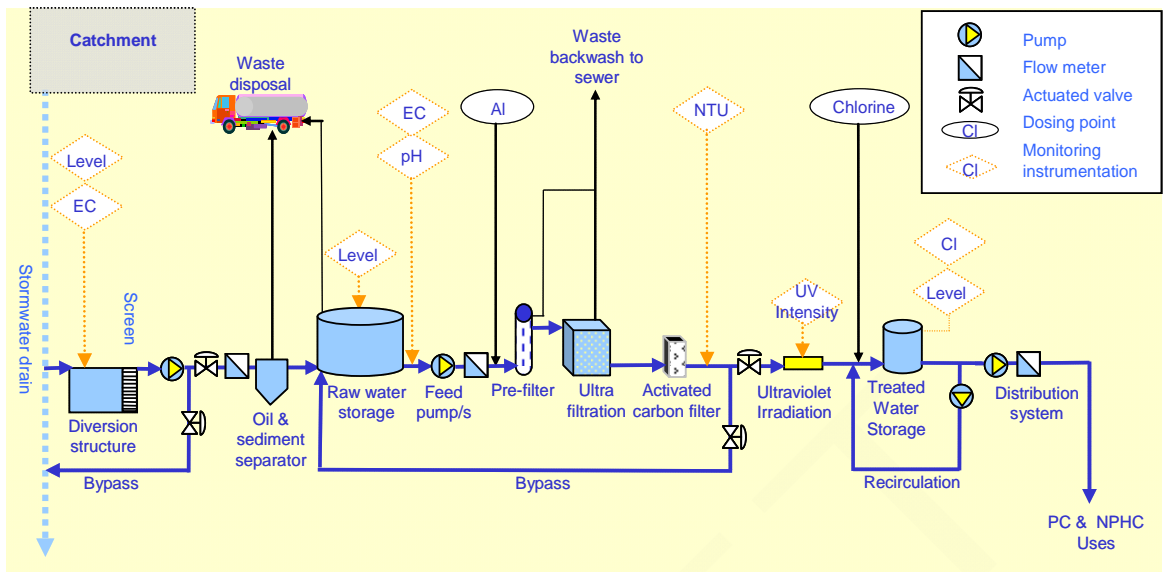 Catchment
Waste
disposal
Waste
backwash to
sewer
Pump
Flow meter
Actuated valve
Cl
Dosing point
Cl
Monitoring
instrumentation
Level
EC
EC
pH
Al
NTU
Chlorine
Level
Cl
Level
UV
Intensity
Stormwater drain
Screen
Diversion
structure
Oil &
sediment
separator
Raw water
storage
Feed
pump/s
Pre-filter
Ultra
filtration
Activated
carbon filter
Ultraviolet
Irradiation
Treated
Water
Storage
Distribution
system
Bypass
Bypass
Recirculation
PC & NPHC
Uses